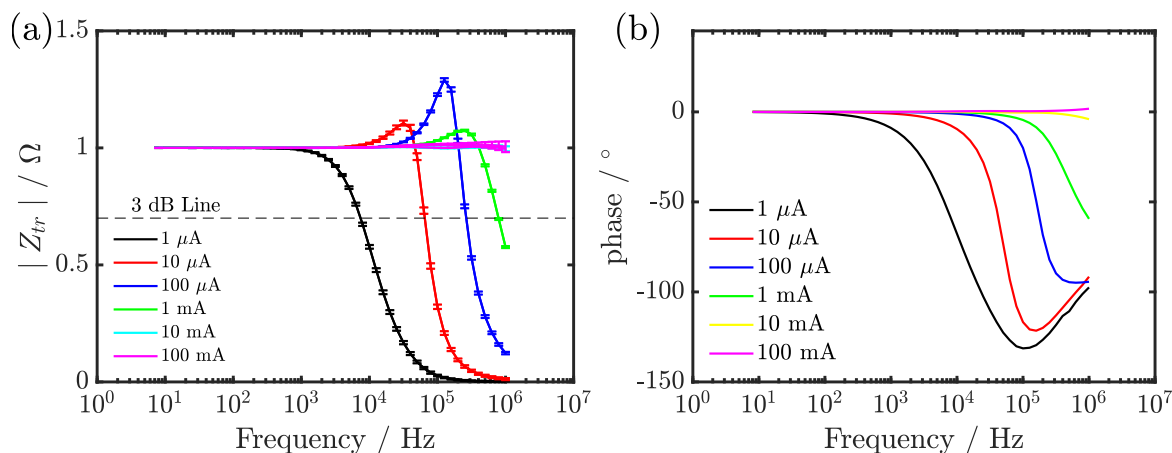 (a)
1.5
1
0.5
0
| Z_tr | / Ω
3 dB Line
1 μA
10 μA
100 μA
1 mA
10 mA
100 mA
10^0 10^1 10^2 10^3 10^4 10^5 10^6 10^7
Frequency / Hz
(b)
0
-50
-100
-150
phase / °
1 μA
10 μA
100 μA
1 mA
10 mA
100 mA
10^0 10^1 10^2 10^3 10^4 10^5 10^6 10^7
Frequency / Hz